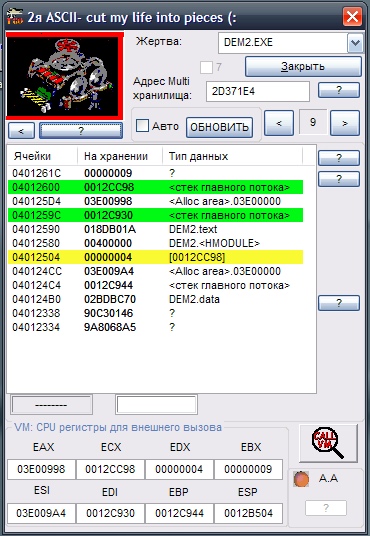 2я ASCII- cut my life into pieces (:
Жертва: DEM2.EXE
7 Закрыть
Адрес Multi хранилища: 2D371E4 ?
< ? Авто ОБНОВИТЬ < 9 >
Ячейки На хранении Тип данных ?
0401261C 00000009 ?
04012600 0012CC98 <стек главного потока> ?
040125D4 03E00998 <Alloc area>.03E00000
0401259C 0012C930 <стек главного потока>
04012590 018DB01A DEM2.text
04012580 00400000 DEM2.<HMODULE>
04012504 00000004 [0012CC98]
040124CC 03E009A4 <Alloc area>.03E00000
040124C4 0012C944 <стек главного потока>
040124B0 02BDBC70 DEM2.data ?
04012338 90C30146 ?
04012334 9A8068A5 ?
--------
VM: CPU регистры для внешнего вызова
CALL VM
EAX ECX EDX EBX
03E00998 0012CC98 00000004 00000009
A.A
ESI EDI EBP ESP
03E009A4 0012C930 0012C944 0012B504 ?